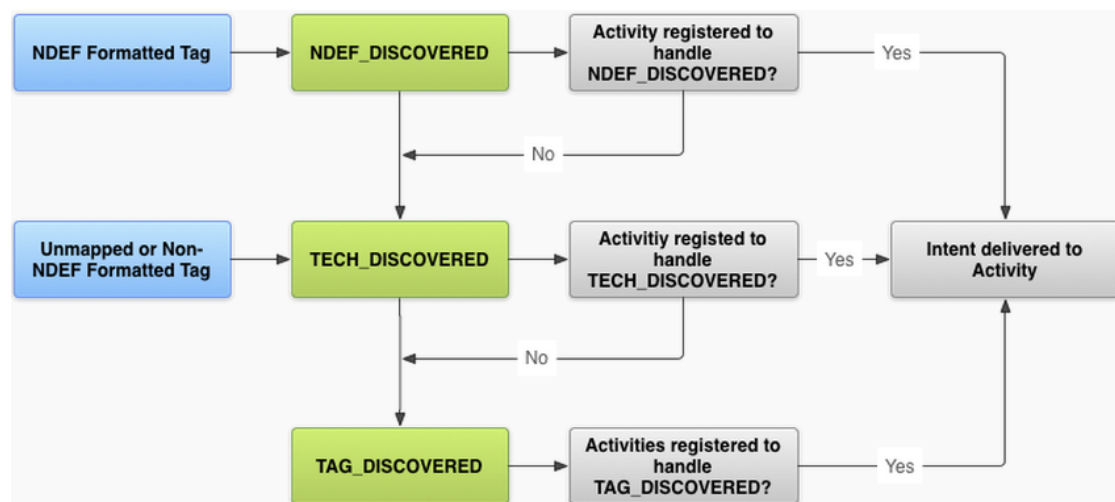 NDEF Formatted Tag
NDEF_DISCOVERED
Activity registered to
handle
NDEF_DISCOVERED?
Yes
No
Unmapped or Non-
NDEF Formatted Tag
TECH_DISCOVERED
Activitiy registed to
handle
TECH_DISCOVERED?
Yes
Intent delivered to
Activity
No
TAG_DISCOVERED
Activities registered to
handle
TAG_DISCOVERED?
Yes